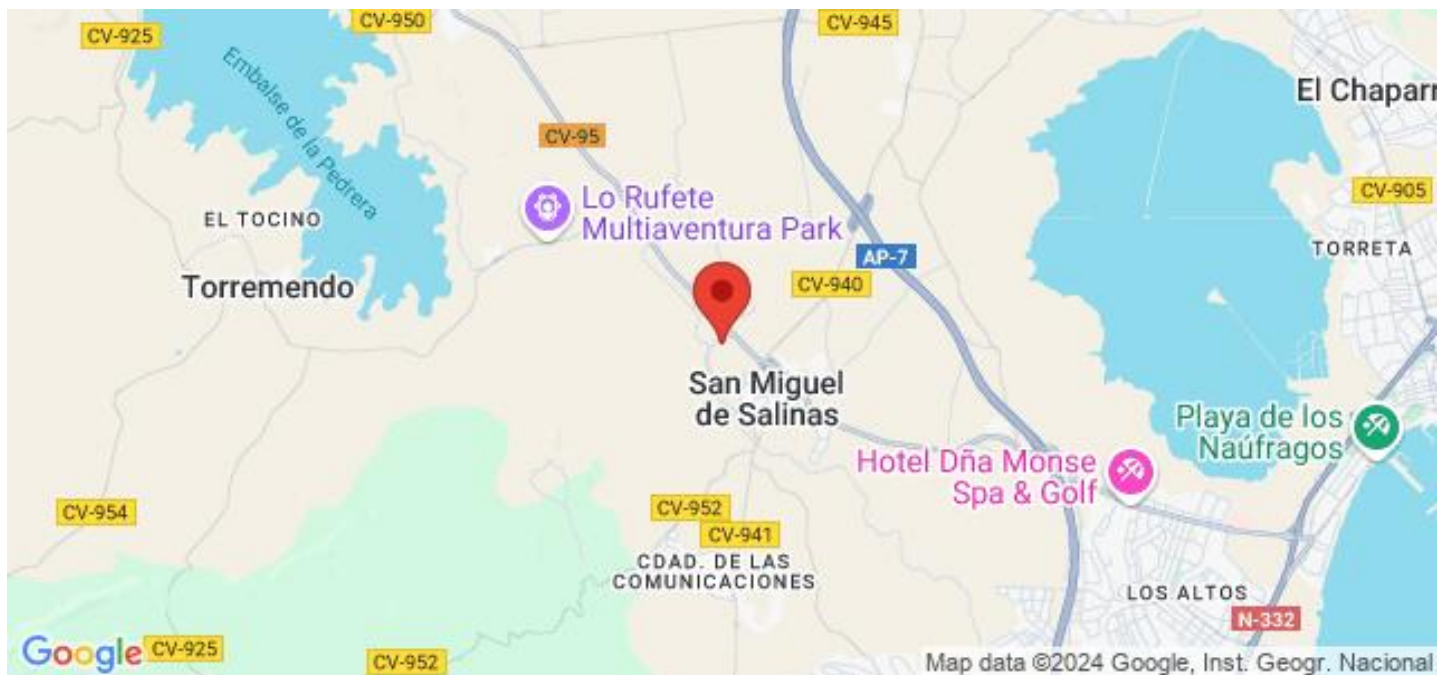 CV-925
CV-950
CV-945
El Chaparr
Embalse de la Pedrera
CV-95
CV-905
Lo Rufete
Multiaventura Park
EL TOCINO
TORRETA
AP-7
Torremendo
CV-940
San Miguel
de Salinas
Playa de los
Naúfragos
Hotel Dña Monse
Spa & Golf
CV-954
CV-952
CV-941
CDAD. DE LAS
COMUNICACIONES
LOS ALTOS
N-332
Google
CV-925
CV-952
Map data ©2024 Google, Inst. Geogr. Nacional